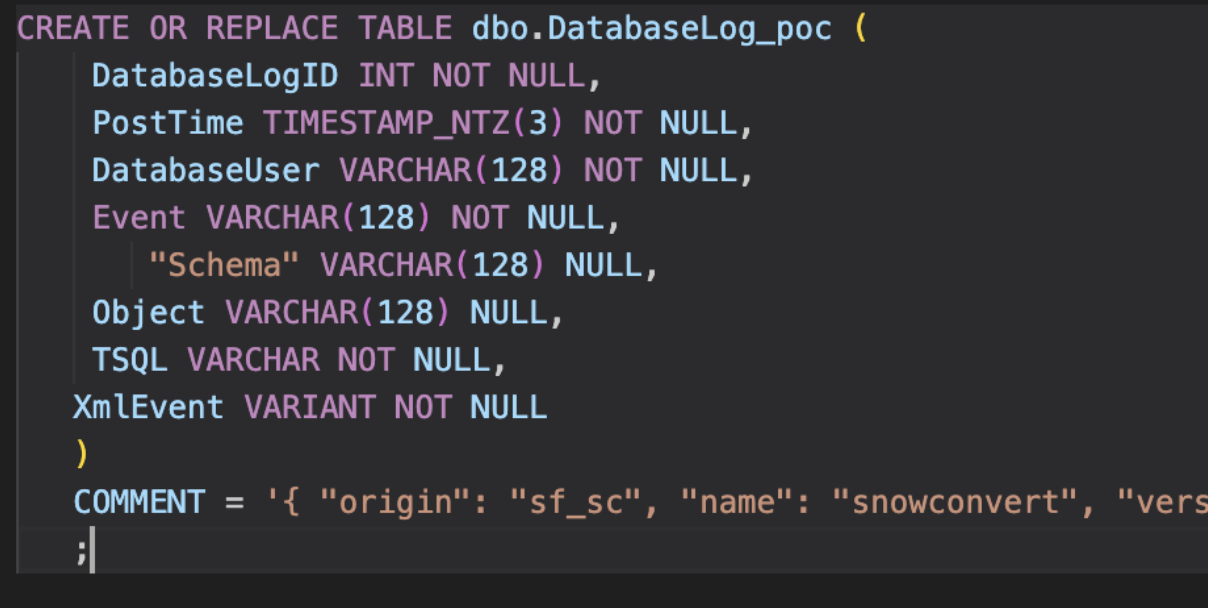 CREATE OR REPLACE TABLE dbo.DatabaseLog_poc (
DatabaseLogID INT NOT NULL,
PostTime TIMESTAMP_NTZ(3) NOT NULL,
DatabaseUser VARCHAR(128) NOT NULL,
Event VARCHAR(128) NOT NULL,
"Schema" VARCHAR(128) NULL,
Object VARCHAR(128) NULL,
TSQL VARCHAR NOT NULL,
XmlEvent VARIANT NOT NULL
)
COMMENT = '{ "origin": "sf_sc", "name": "snowconvert", "vers
;